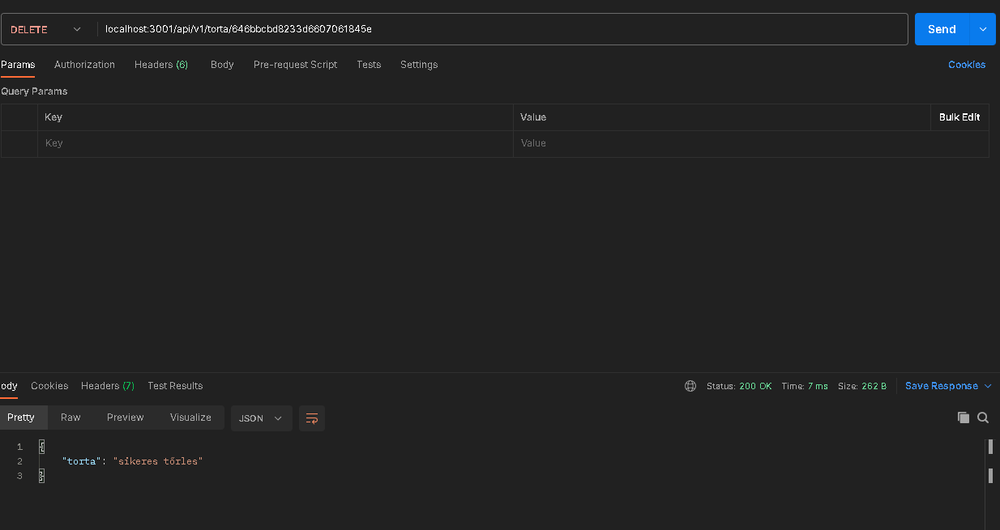 DELETE localhost:3001/api/v1/torta/646bbcbd8233d6607061845e Send
Params Authorization Headers (6) Body Pre-request Script Tests Settings Cookies
Query Params
Key Value Bulk Edit
Key Value
ody Cookies Headers (7) Test Results Status: 200 OK Time: 7 ms Size: 262 B Save Response
Pretty Raw Preview Visualize JSON
1 {
2 "torta": "sikeres tőrles"
3 }